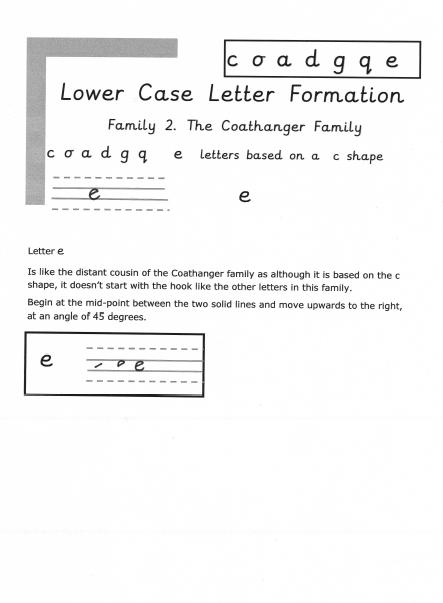 c o a d g q e
Lower Case Letter Formation
Family 2. The Coathanger Family
c o a d g q e letters based on a c shape
e e
Letter e
Is like the distant cousin of the Coathanger family as although it is based on the c
shape, it doesn't start with the hook like the other letters in this family.
Begin at the mid-point between the two solid lines and move upwards to the right,
at an angle of 45 degrees.
e e